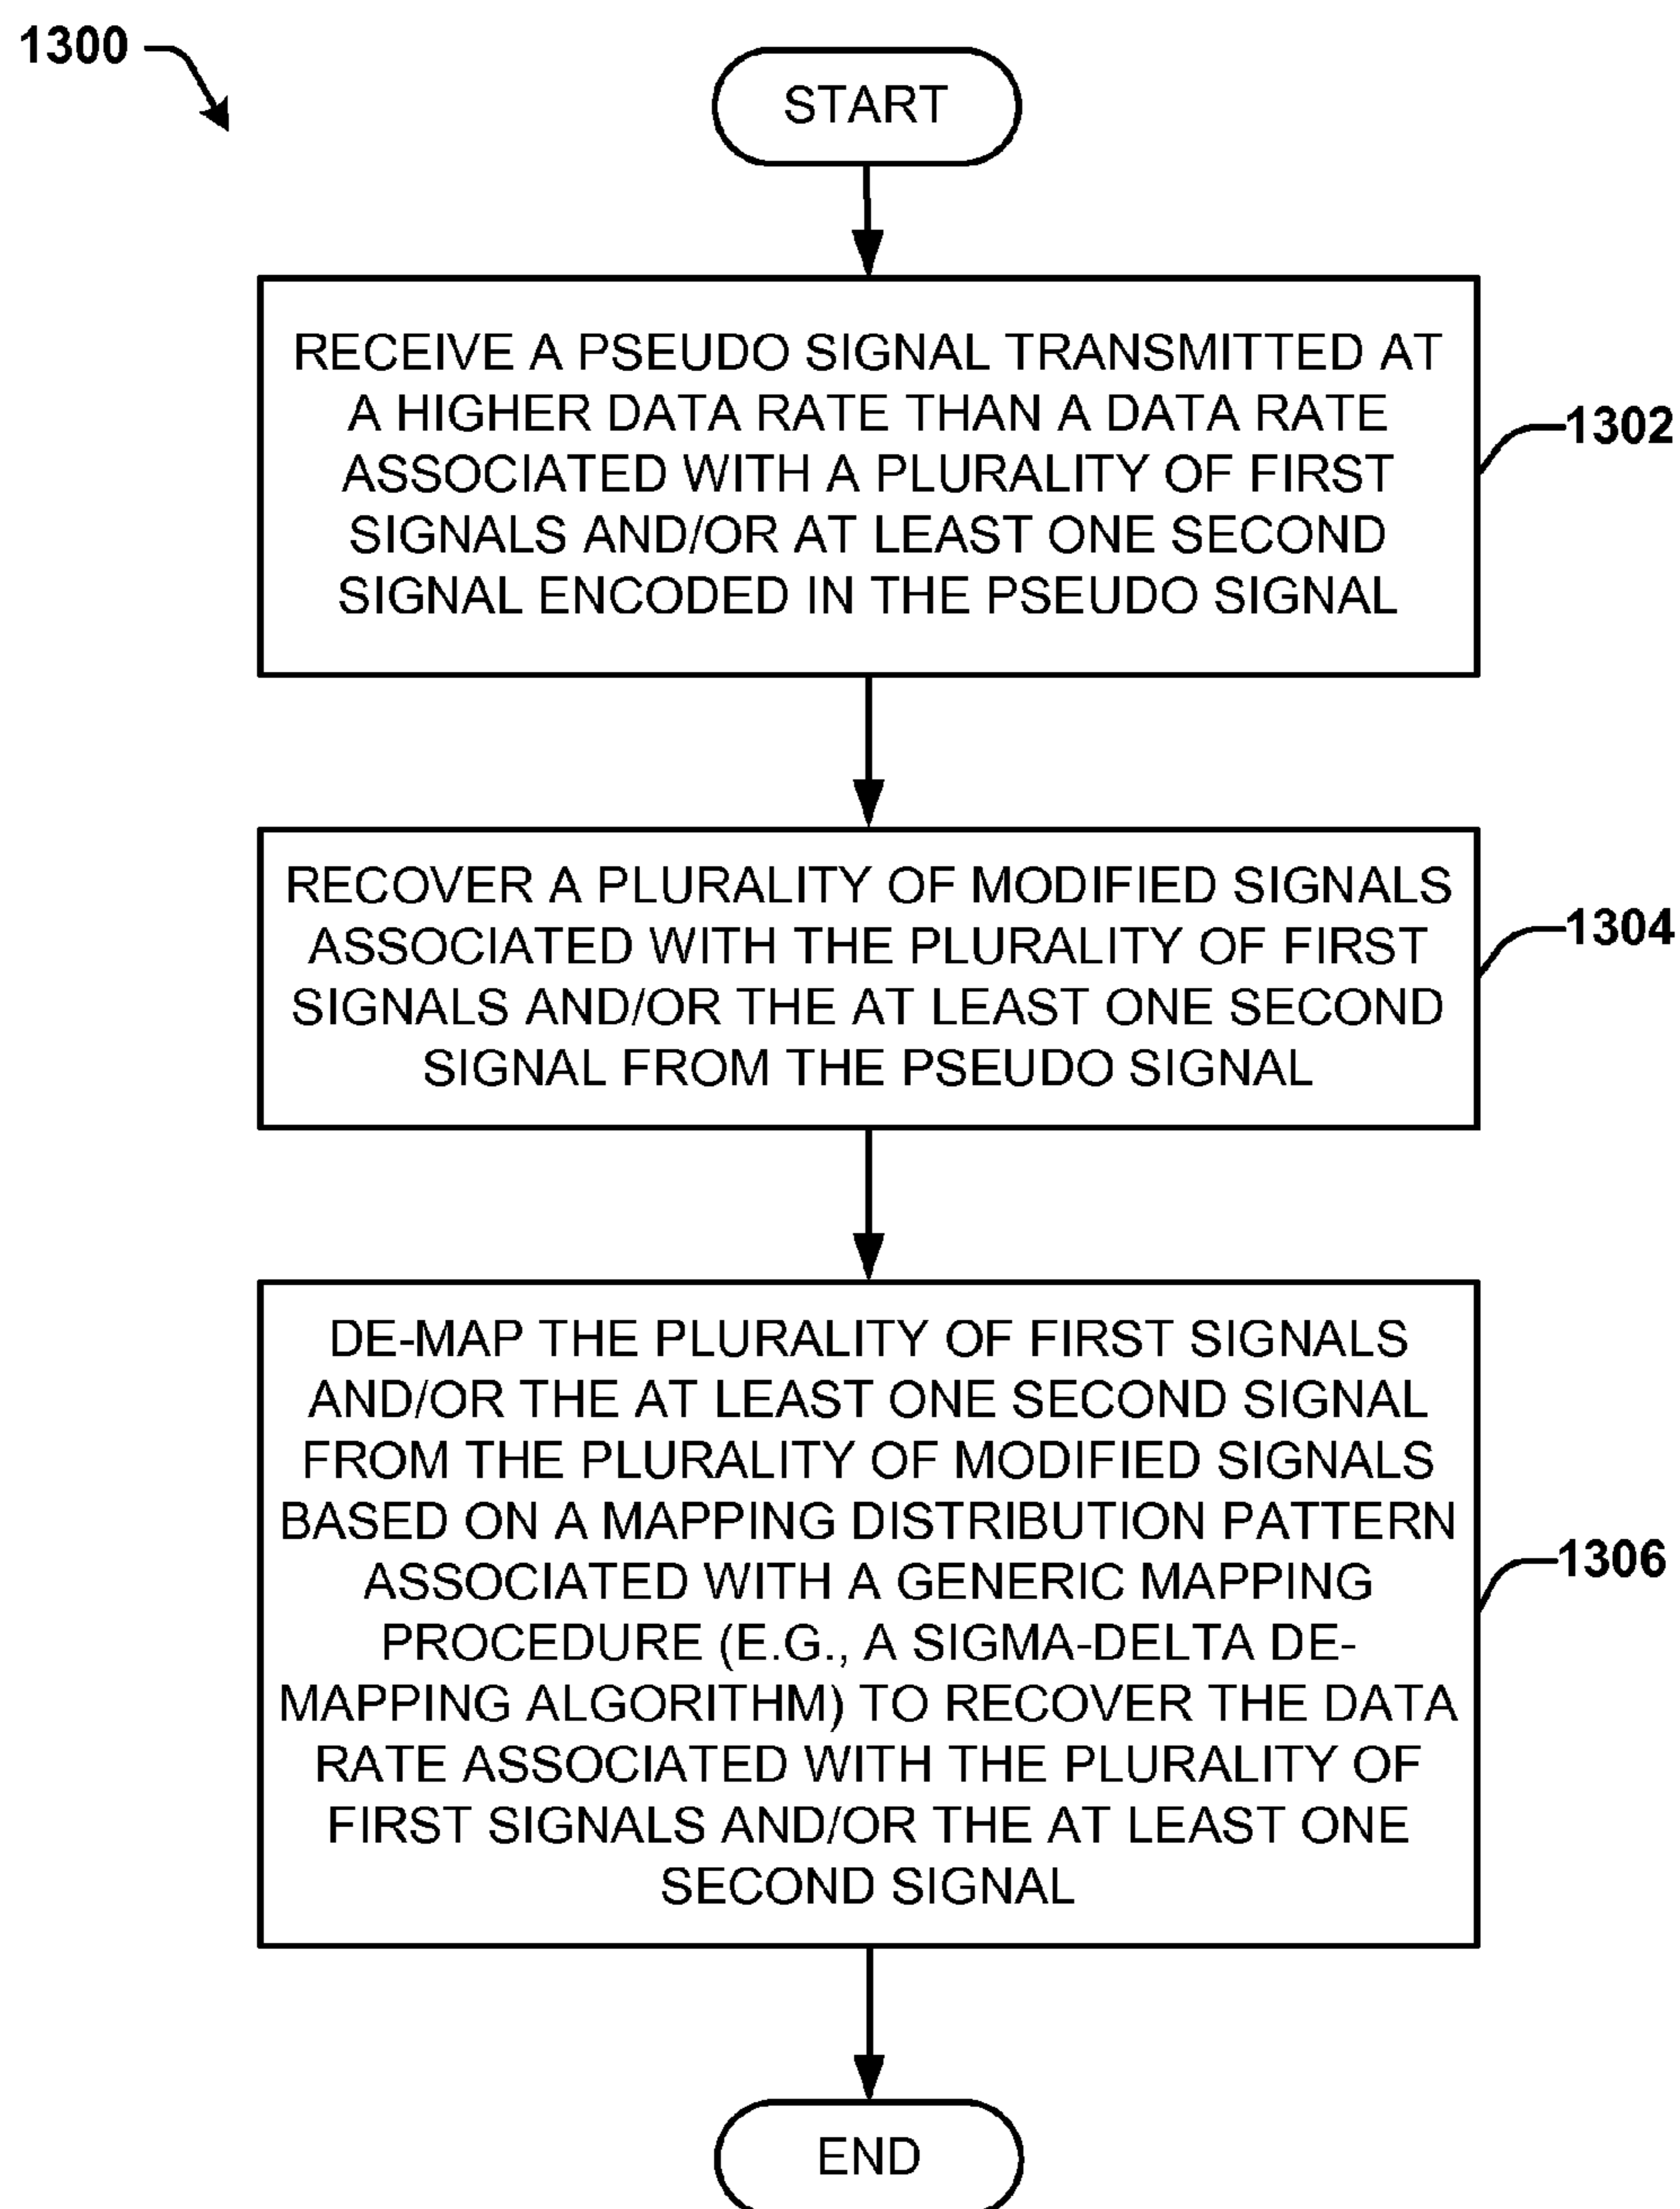 1300
START
RECEIVE A PSEUDO SIGNAL TRANSMITTED AT
A HIGHER DATA RATE THAN A DATA RATE
ASSOCIATED WITH A PLURALITY OF FIRST
SIGNALS AND/OR AT LEAST ONE SECOND
SIGNAL ENCODED IN THE PSEUDO SIGNAL
1302
RECOVER A PLURALITY OF MODIFIED SIGNALS
ASSOCIATED WITH THE PLURALITY OF FIRST
SIGNALS AND/OR THE AT LEAST ONE SECOND
SIGNAL FROM THE PSEUDO SIGNAL
1304
DE-MAP THE PLURALITY OF FIRST SIGNALS
AND/OR THE AT LEAST ONE SECOND SIGNAL
FROM THE PLURALITY OF MODIFIED SIGNALS
BASED ON A MAPPING DISTRIBUTION PATTERN
ASSOCIATED WITH A GENERIC MAPPING
PROCEDURE (E.G., A SIGMA-DELTA DE-
MAPPING ALGORITHM) TO RECOVER THE DATA
RATE ASSOCIATED WITH THE PLURALITY OF
FIRST SIGNALS AND/OR THE AT LEAST ONE
SECOND SIGNAL
1306
END